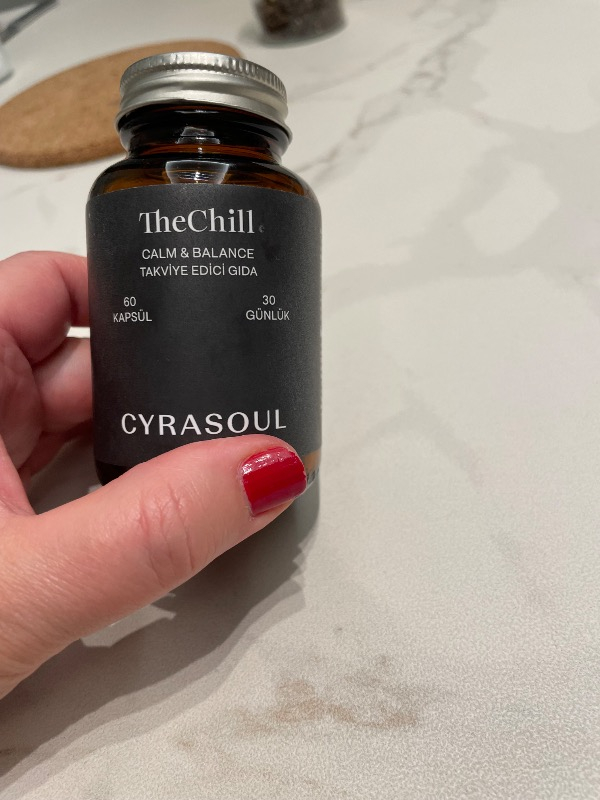 TheChill
CALM & BALANCE
TAKVİYE EDİCİ GIDA
60
KAPSÜL
30
GÜNLÜK
CYRASOUL